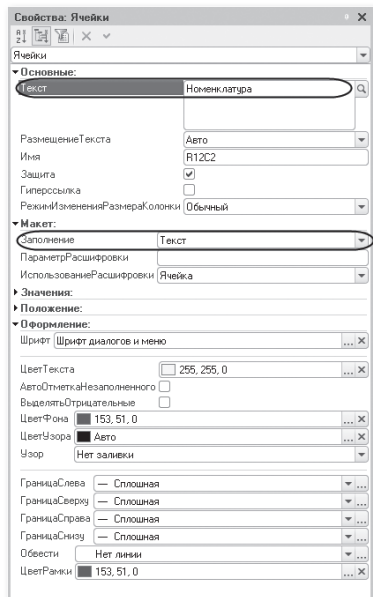 Свойства: Ячейки
Ячейки
Основные:
Текст Номенклатура
РазмещениеТекста Авто
Имя R12C2
Защита
Гиперссылка
РежимИзмененияРазмераКолонки Обычный
Макет:
Заполнение Текст
ПараметрРасшифровки
ИспользованиеРасшифровки Ячейка
Значения:
Положение:
Оформление:
Шрифт Шрифт диалогов и меню ...
ЦветТекста 255, 255, 0 ...
АвтоОтметкаНезаполненного
ВыделятьОтрицательные
ЦветФона 153, 51, 0 ...
ЦветУзора Авто ...
Узор Нет заливки
ГраницаСлева — Сплошная ...
ГраницаСверху — Сплошная ...
ГраницаСправа — Сплошная ...
ГраницаСнизу — Сплошная ...
Обвести Нет линии ...
ЦветРамки 153, 51, 0 ...